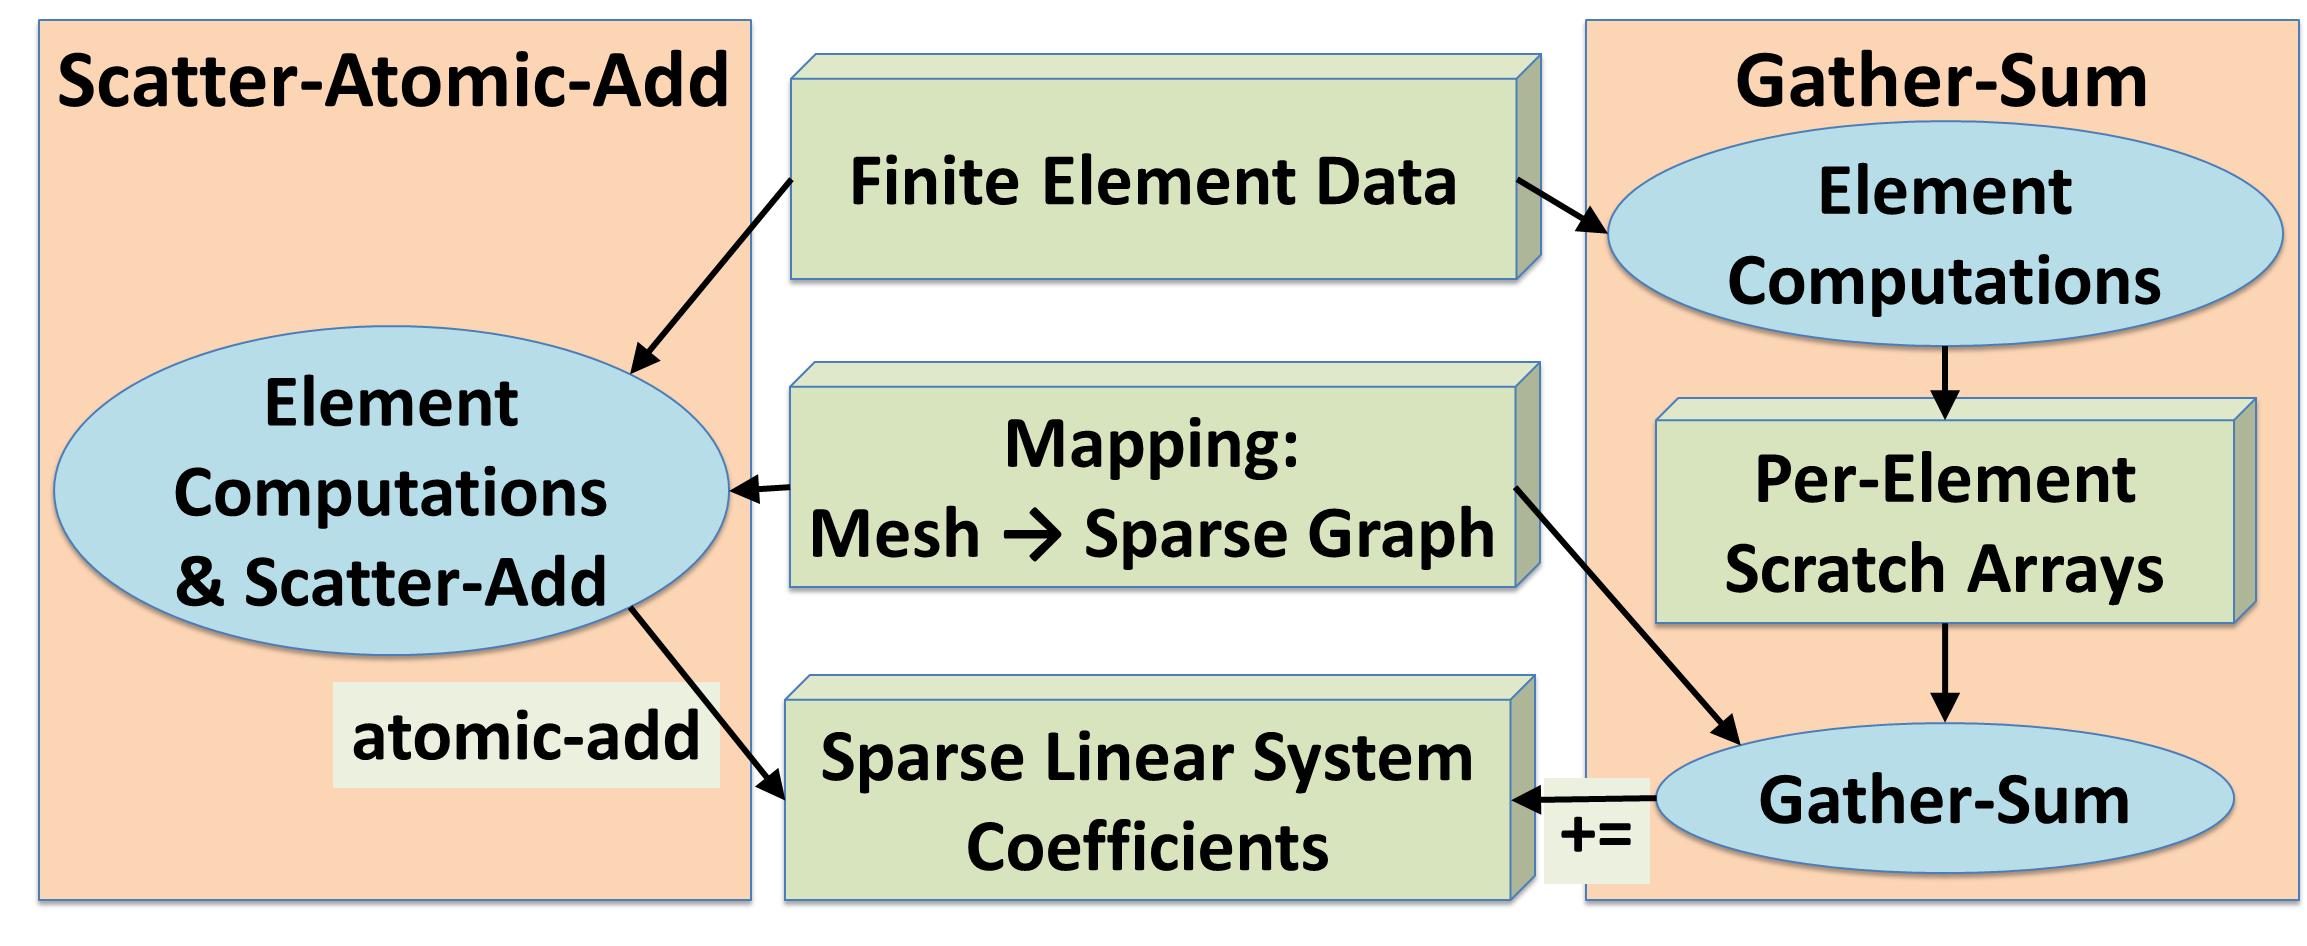 Scatter-Atomic-Add
Element
Computations
& Scatter-Add
atomic-add
Finite Element Data
Mapping:
Mesh → Sparse Graph
Sparse Linear System
Coefficients
Gather-Sum
Element
Computations
Per-Element
Scratch Arrays
Gather-Sum
+=